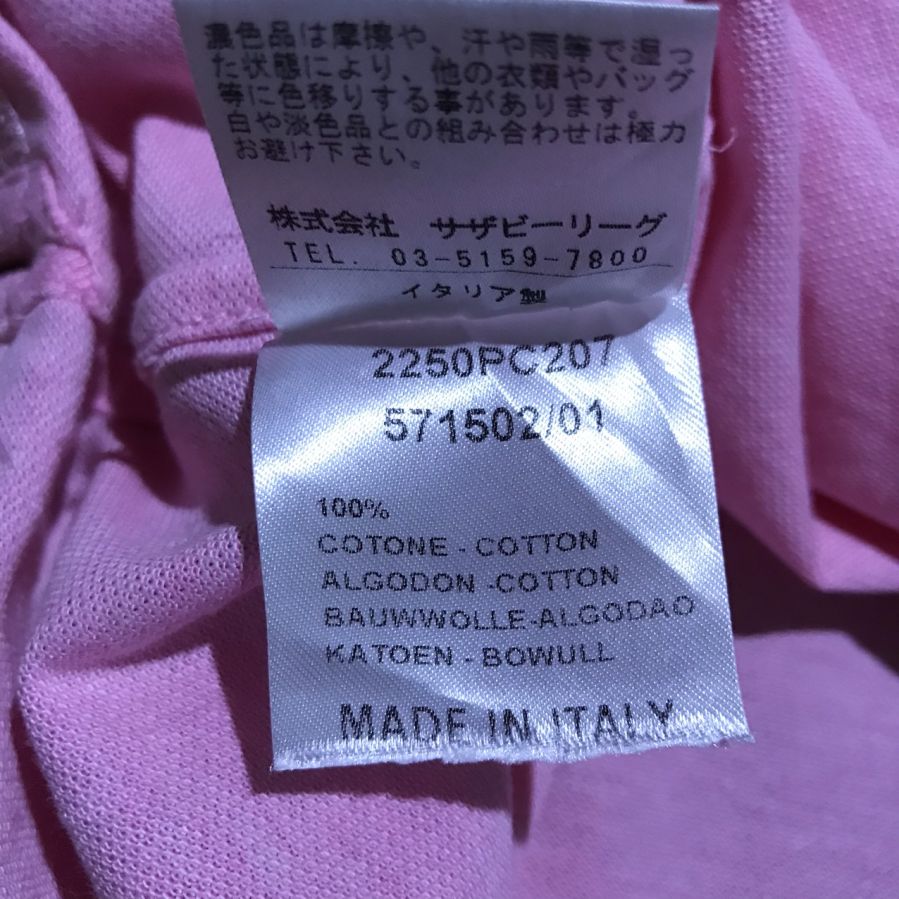 濃色品は摩擦や、汗や雨等で湿っ
た状態により、他の衣類やバッグ
等に色移りする事があります。
白や淡色品との組み合わせは極力
お避け下さい。
株式会社 サザビーリーグ
TEL. 03-5159-7800
イタリア製
2250PC207
571502/01
100%
COTONE - COTTON
ALGODON -COTTON
BAUWWOLLE-ALGODAO
KATOEN - BOWULL
MADE IN ITALY